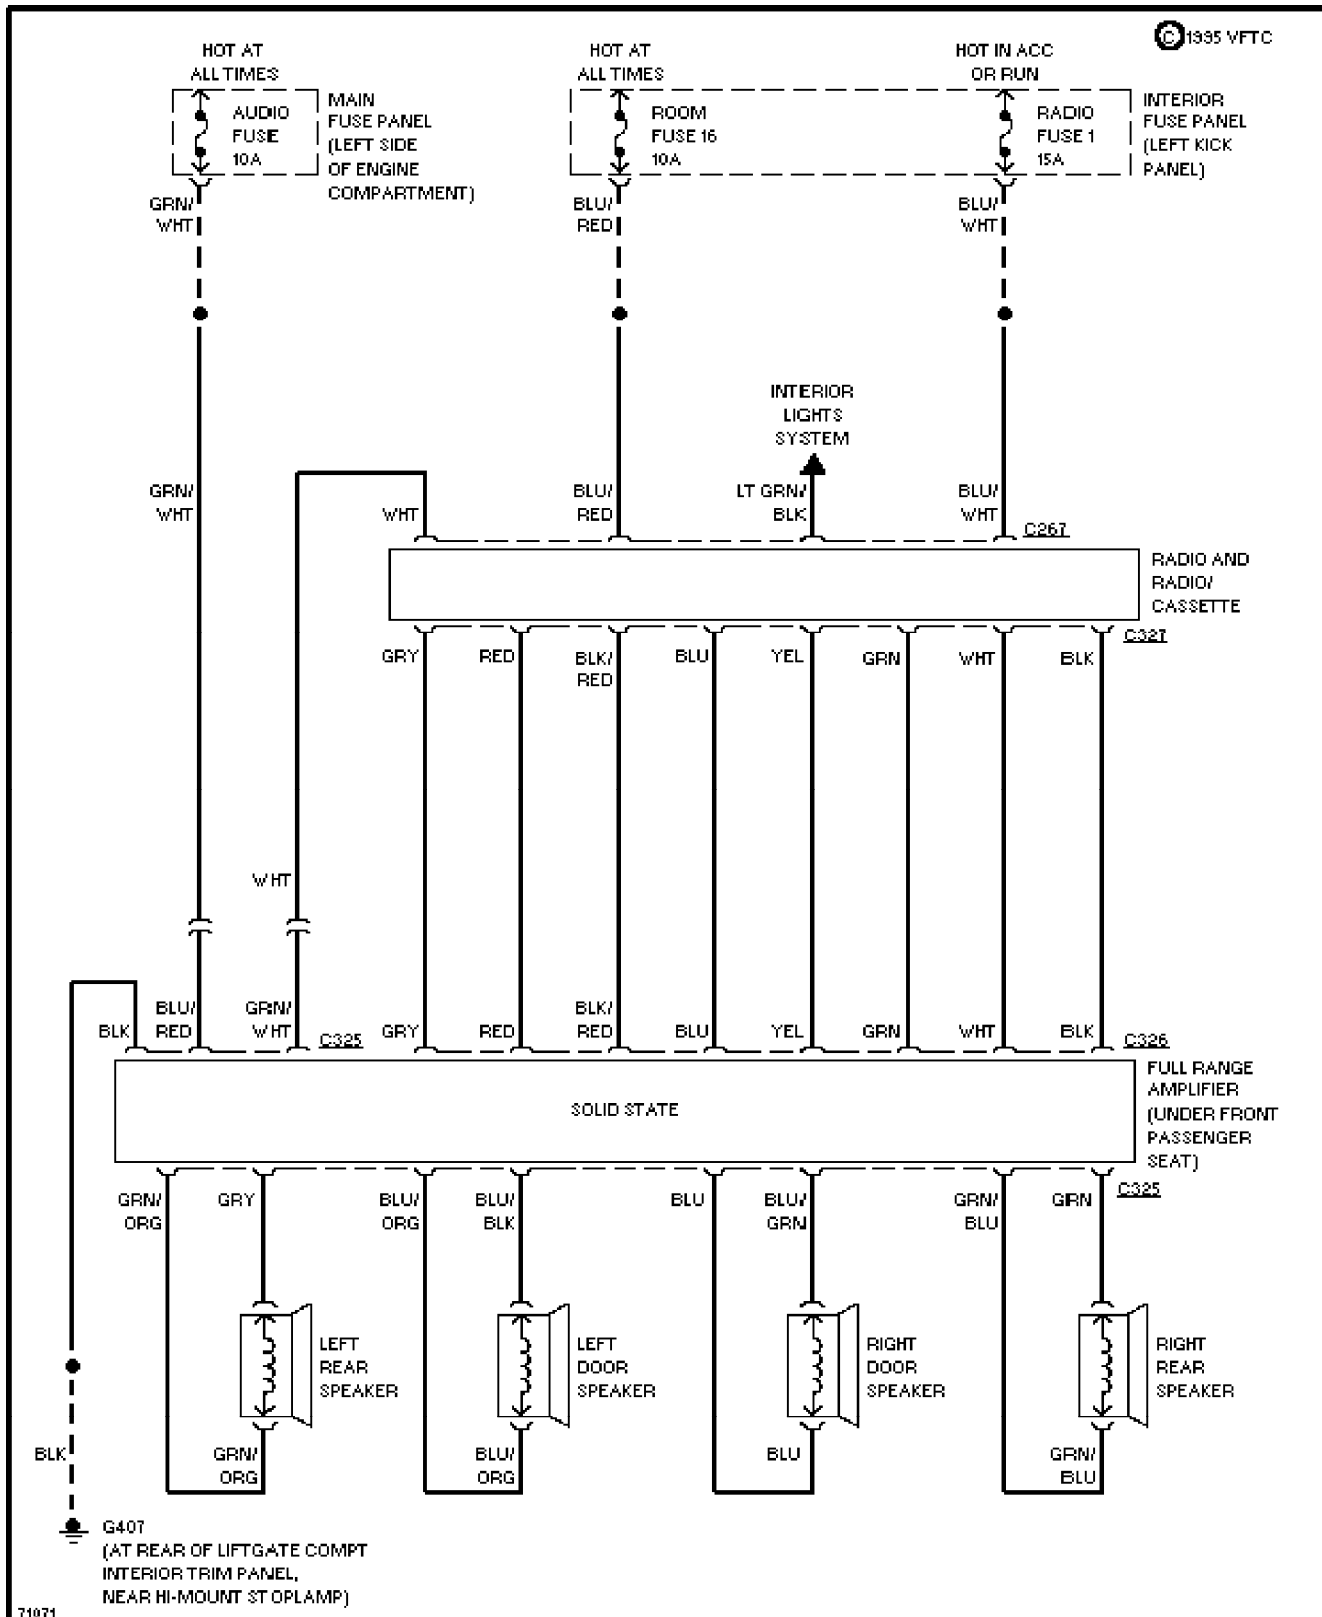 © 1995 VFTC
HOT AT
ALL TIMES
HOT AT
ALL TIMES
HOT IN ACC
OR RUN
AUDIO
FUSE
10A
MAIN
FUSE PANEL
(LEFT SIDE
OF ENGINE
COMPARTMENT)
ROOM
FUSE 16
10A
RADIO
FUSE 1
15A
INTERIOR
FUSE PANEL
(LEFT KICK
PANEL)
GRN/
WHT
BLU/
RED
BLU/
WHT
INTERIOR
LIGHTS
SYSTEM
GRN/
WHT
WHT
BLU/
RED
LT GRN/
BLK
BLU/
WHT
C267
RADIO AND
RADIO/
CASSETTE
C327
GRY
RED
BLK/
RED
BLU
YEL
GRN
WHT
BLK
WHT
BLK
BLU/
RED
GRN/
WHT
C325
GRY
RED
BLK/
RED
BLU
YEL
GRN
WHT
BLK
C326
SOLID STATE
FULL RANGE
AMPLIFIER
(UNDER FRONT
PASSENGER
SEAT)
C325
GRN/
ORG
GRY
BLU/
ORG
BLU/
BLK
BLU
BLU/
GRN
GRN/
BLU
GRN
LEFT
REAR
SPEAKER
LEFT
DOOR
SPEAKER
RIGHT
DOOR
SPEAKER
RIGHT
REAR
SPEAKER
BLK
GRN/
ORG
BLU/
ORG
BLU
GRN/
BLU
G407
(AT REAR OF LIFTGATE COMPT
INTERIOR TRIM PANEL,
NEAR HI-MOUNT STOPLAMP)
71071